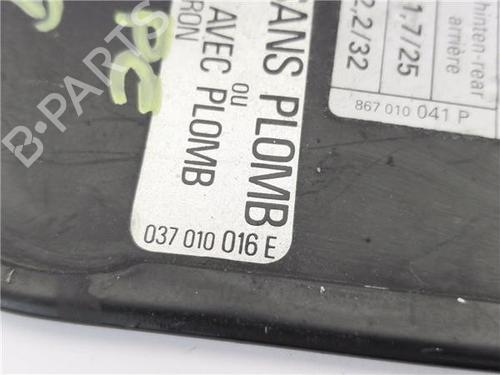 SANS PLOMB
OU
AVEC PLOMB
RON
037 010 016 E
hinten-rear
arrière
1,7/25
2,2/32
867 010 041 P
B-PARTS